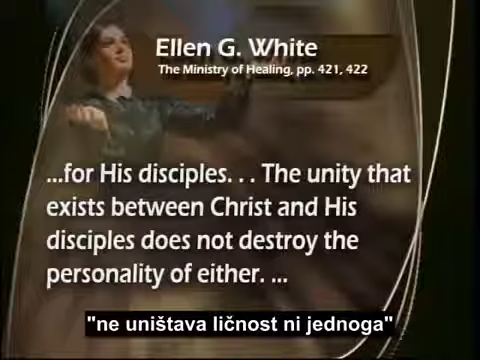 Ellen G. White
The Ministry of Healing, pp. 421, 422
...for His disciples. . . The unity that
exists between Christ and His
disciples does not destroy the
personality of either. ...
"ne uništava ličnost ni jednoga"